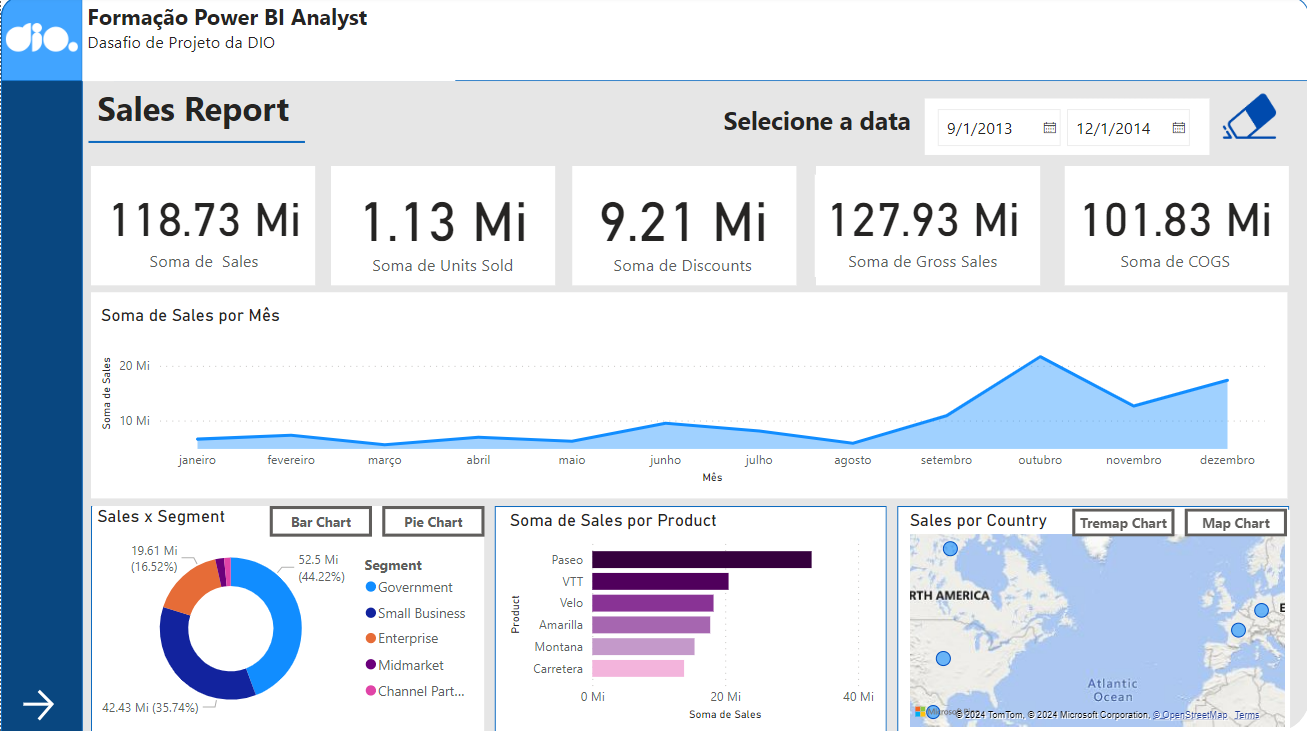 dio.
Formação Power BI Analyst
Dasafio de Projeto da DIO
Sales Report
Selecione a data
9/1/2013
12/1/2014
118.73 Mi
Soma de Sales
1.13 Mi
Soma de Units Sold
9.21 Mi
Soma de Discounts
127.93 Mi
Soma de Gross Sales
101.83 Mi
Soma de COGS
Soma de Sales por Mês
Soma de Sales
20 Mi
10 Mi
janeiro fevereiro março abril maio junho julho agosto setembro outubro novembro dezembro
Mês
Sales x Segment
Bar Chart
Pie Chart
19.61 Mi
(16.52%)
52.5 Mi
(44.22%)
42.43 Mi (35.74%)
Segment
Government
Small Business
Enterprise
Midmarket
Channel Part...
Soma de Sales por Product
Product
Paseo
VTT
Velo
Amarilla
Montana
Carretera
0 Mi 20 Mi 40 Mi
Soma de Sales
Sales por Country
Tremap Chart
Map Chart
RTH AMERICA
E
Atlantic
Ocean
© 2024 TomTom, © 2024 Microsoft Corporation, © OpenStreetMap Terms